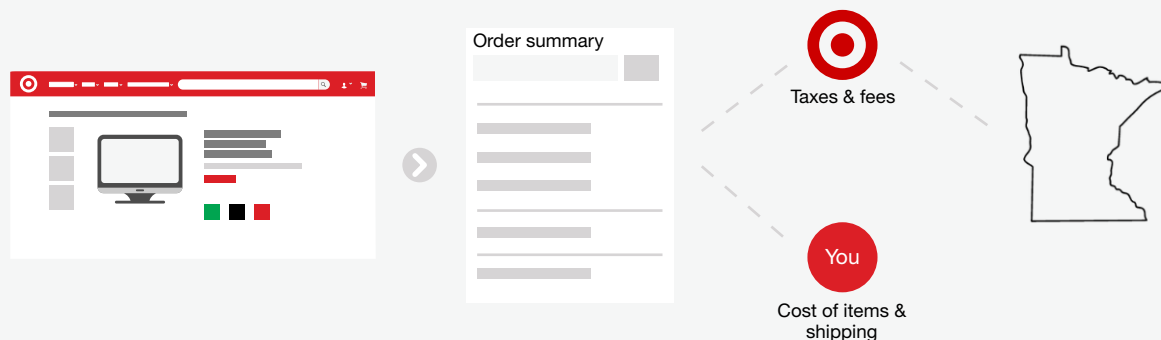 Order summary
Taxes & fees
You
Cost of items &
shipping